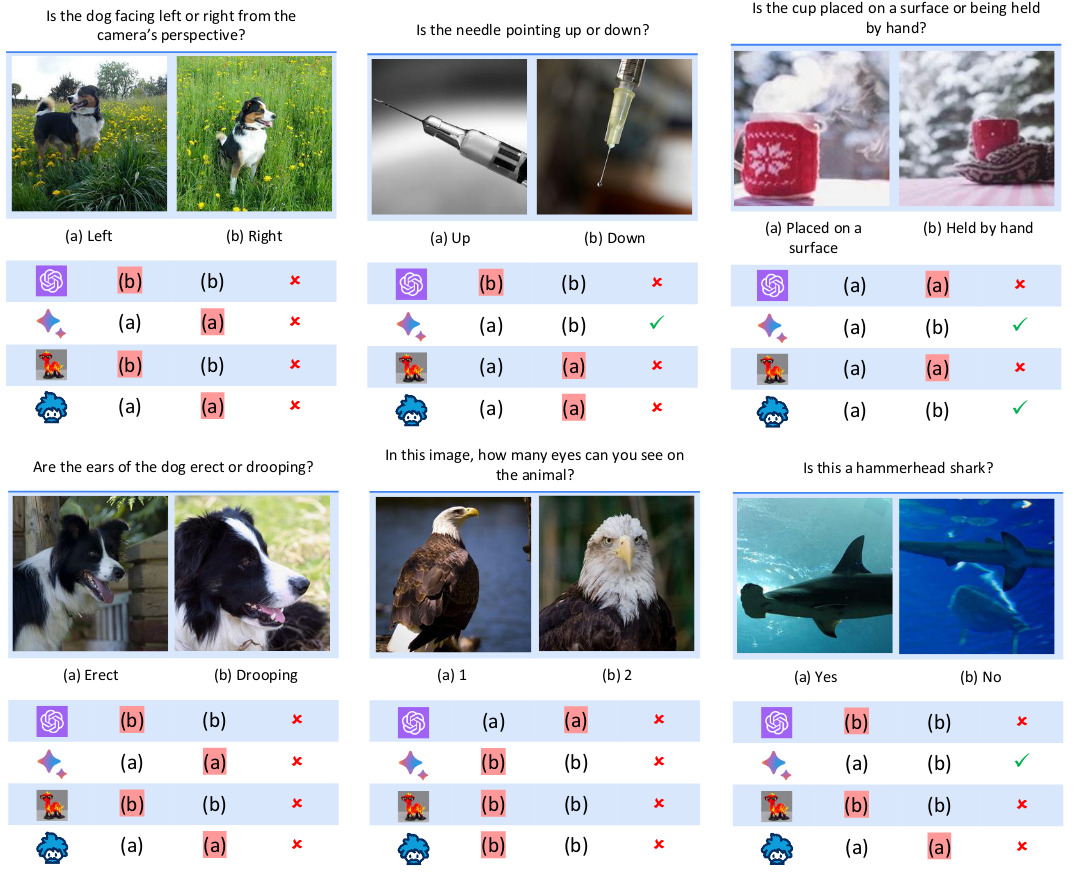 Is the dog facing left or right from the
camera's perspective?
(a) Left
(b) Right
(b) (b) ✘
(a) (a) ✘
(b) (b) ✘
(a) (a) ✘
Is the needle pointing up or down?
(a) Up
(b) Down
(b) (b) ✘
(a) (b) ✓
(a) (a) ✘
(a) (a) ✘
Is the cup placed on a surface or being held
by hand?
(a) Placed on a
surface
(b) Held by hand
(a) (a) ✘
(a) (b) ✓
(a) (a) ✘
(a) (b) ✓
Are the ears of the dog erect or drooping?
(a) Erect
(b) Drooping
(b) (b) ✘
(a) (a) ✘
(b) (b) ✘
(a) (a) ✘
In this image, how many eyes can you see on
the animal?
(a) 1
(b) 2
(a) (a) ✘
(b) (b) ✘
(b) (b) ✘
(b) (b) ✘
Is this a hammerhead shark?
(a) Yes
(b) No
(b) (b) ✘
(a) (b) ✓
(b) (b) ✘
(a) (a) ✘